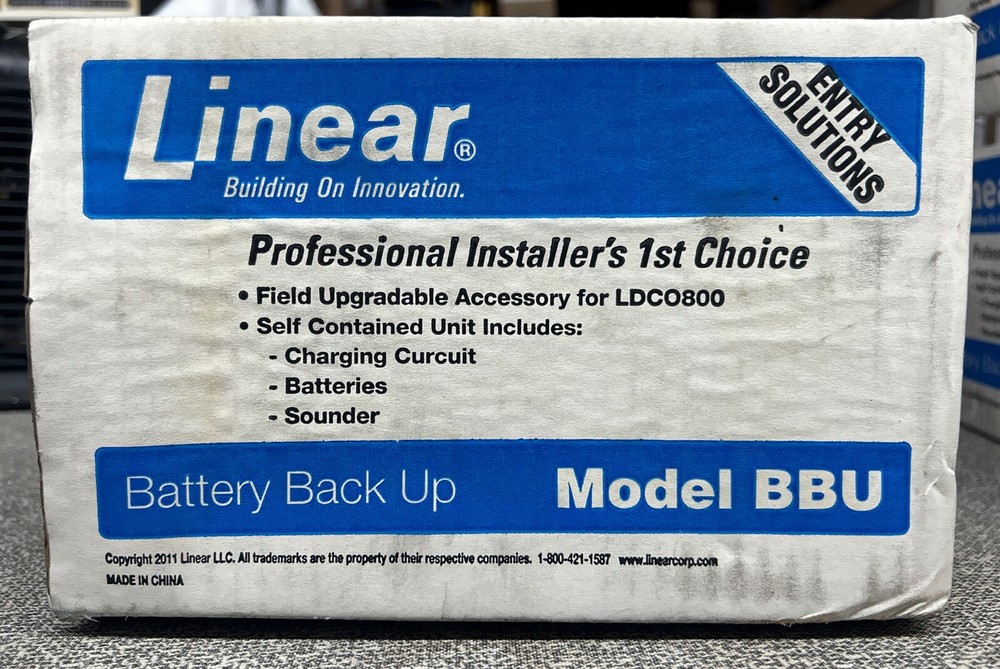 Linear®
Building On Innovation.
ENTRY
SOLUTIONS
Professional Installer's 1st Choice
• Field Upgradable Accessory for LDCO800
• Self Contained Unit Includes:
- Charging Curcuit
- Batteries
- Sounder
Battery Back Up
Model BBU
Copyright 2011 Linear LLC. All trademarks are the property of their respective companies. 1-800-421-1587 www.linearcorp.com
MADE IN CHINA